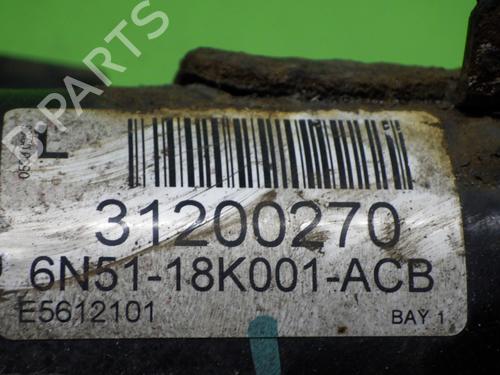 B-PARTS
L
31200270
6N51-18K001-ACB
E5612101
BAY 1